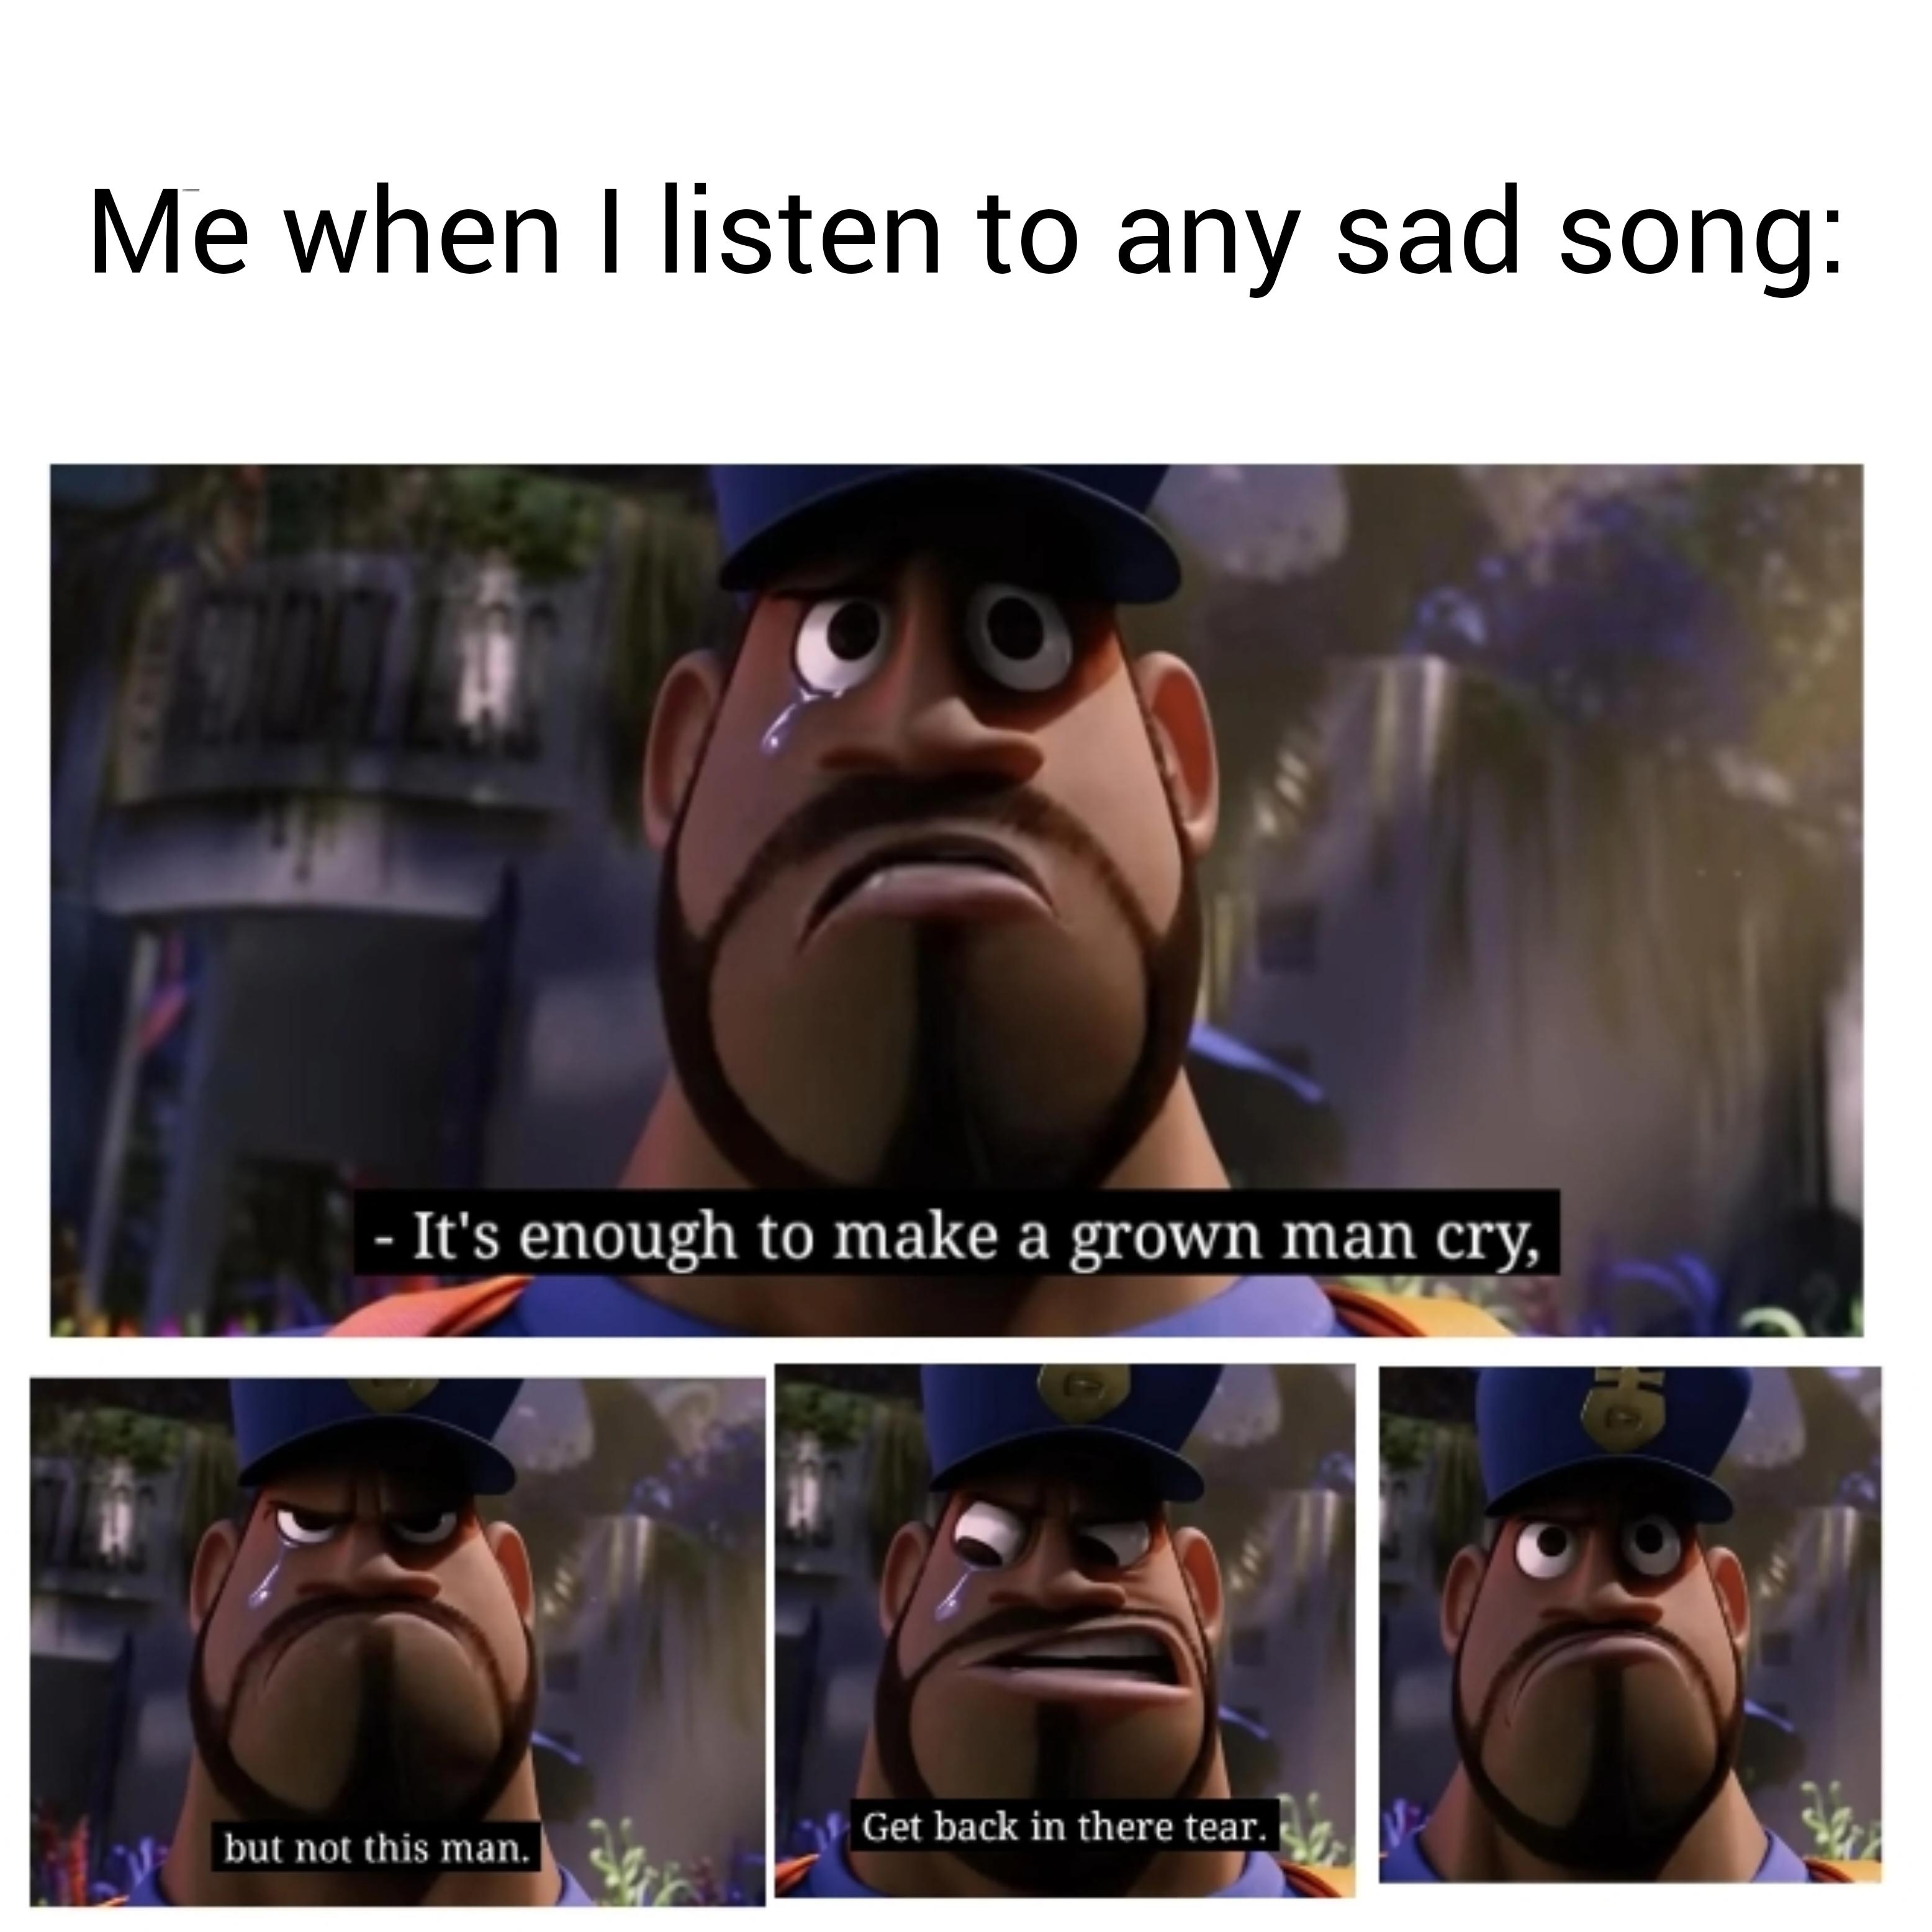 Me when I listen to any sad song:
- It's enough to make a grown man cry,
but not this man.
Get back in there tear.